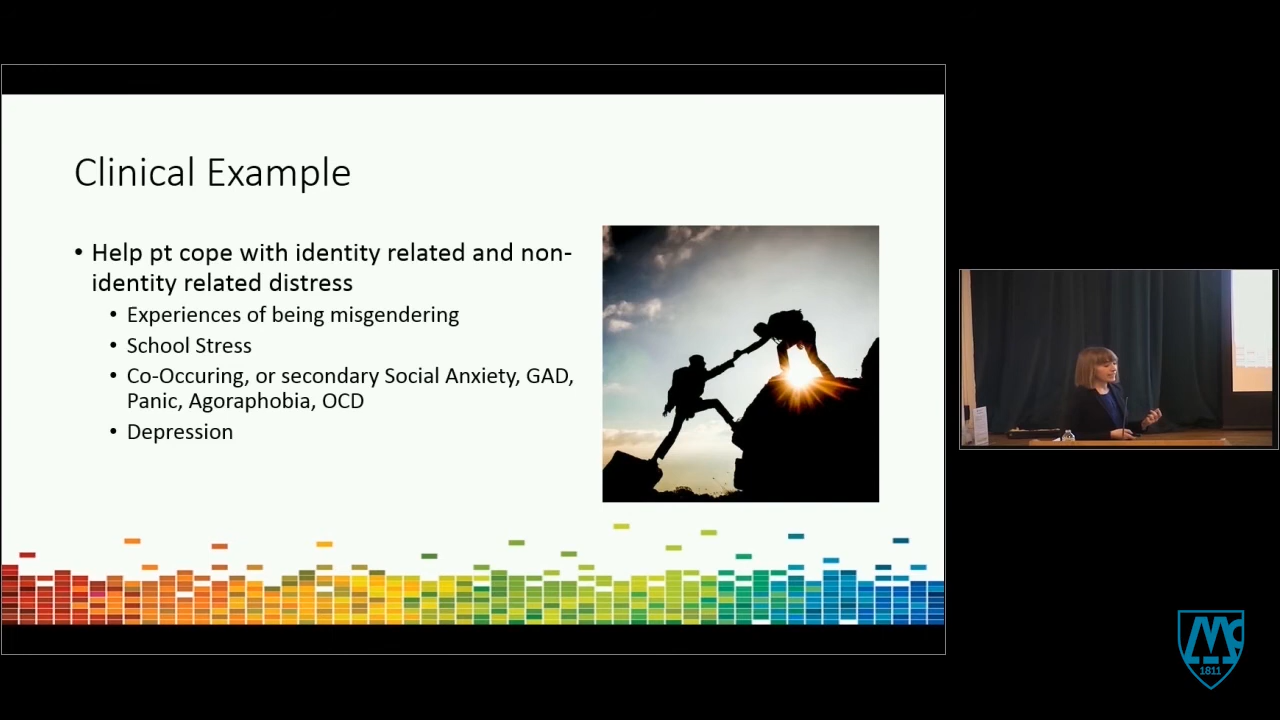 Clinical Example
• Help pt cope with identity related and non-
identity related distress
• Experiences of being misgendering
• School Stress
• Co-Occuring, or secondary Social Anxiety, GAD,
Panic, Agoraphobia, OCD
• Depression
Mc
1811